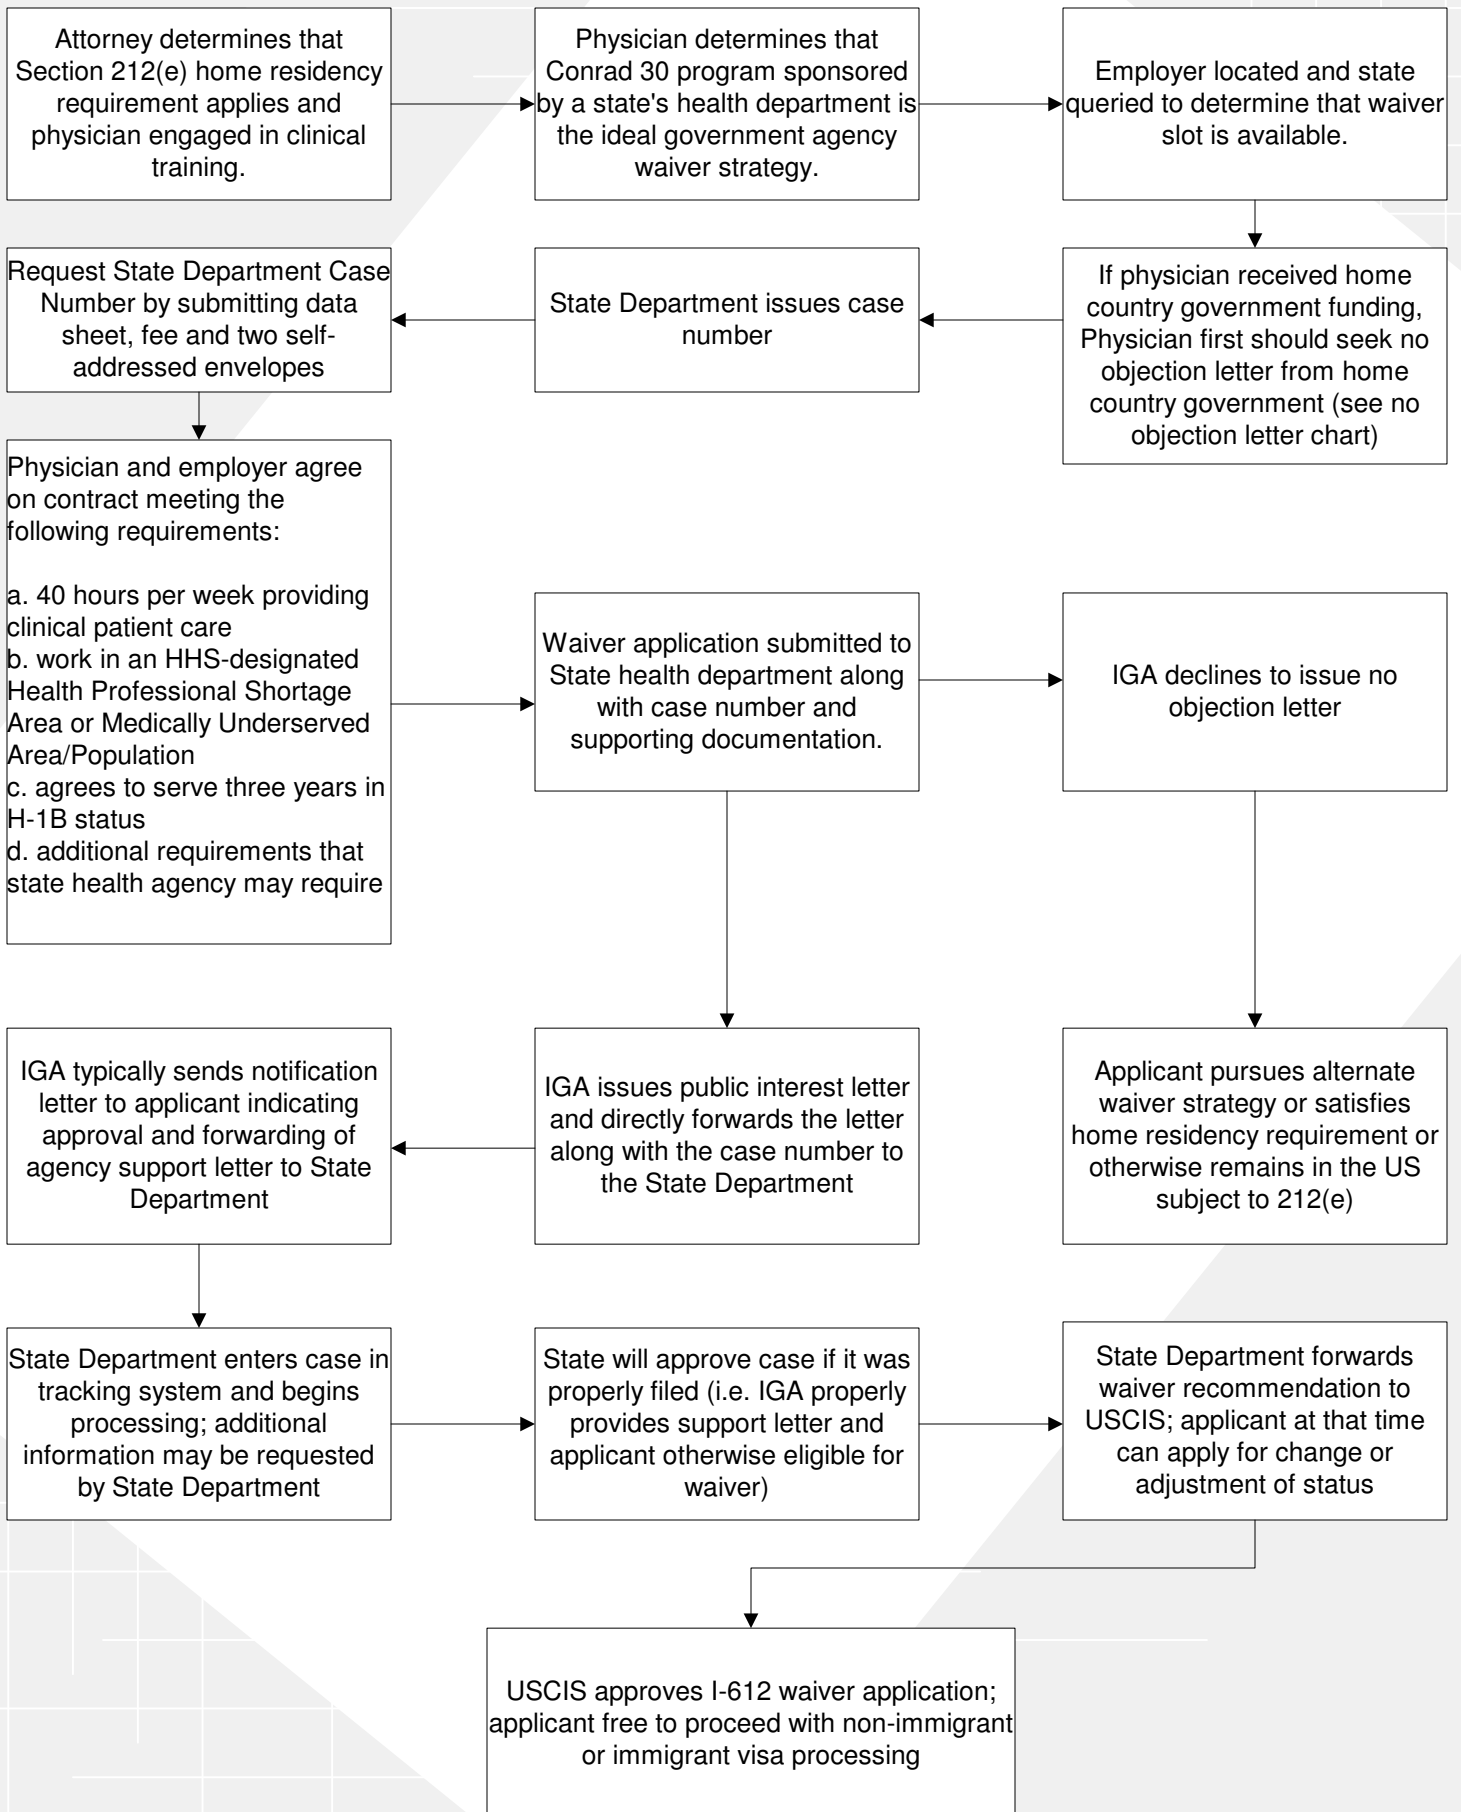 Attorney determines that
Section 212(e) home residency
requirement applies and
physician engaged in clinical
training.
Physician determines that
Conrad 30 program sponsored
by a state's health department is
the ideal government agency
waiver strategy.
Employer located and state
queried to determine that waiver
slot is available.
Request State Department Case
Number by submitting data
sheet, fee and two self-
addressed envelopes
State Department issues case
number
If physician received home
country government funding,
Physician first should seek no
objection letter from home
country government (see no
objection letter chart)
Physician and employer agree
on contract meeting the
following requirements:
a. 40 hours per week providing
clinical patient care
b. work in an HHS-designated
Health Professional Shortage
Area or Medically Underserved
Area/Population
c. agrees to serve three years in
H-1B status
d. additional requirements that
state health agency may require
Waiver application submitted to
State health department along
with case number and
supporting documentation.
IGA declines to issue no
objection letter
IGA typically sends notification
letter to applicant indicating
approval and forwarding of
agency support letter to State
Department
IGA issues public interest letter
and directly forwards the letter
along with the case number to
the State Department
Applicant pursues alternate
waiver strategy or satisfies
home residency requirement or
otherwise remains in the US
subject to 212(e)
State Department enters case in
tracking system and begins
processing; additional
information may be requested
by State Department
State will approve case if it was
properly filed (i.e. IGA properly
provides support letter and
applicant otherwise eligible for
waiver)
State Department forwards
waiver recommendation to
USCIS; applicant at that time
can apply for change or
adjustment of status
USCIS approves I-612 waiver application;
applicant free to proceed with non-immigrant
or immigrant visa processing